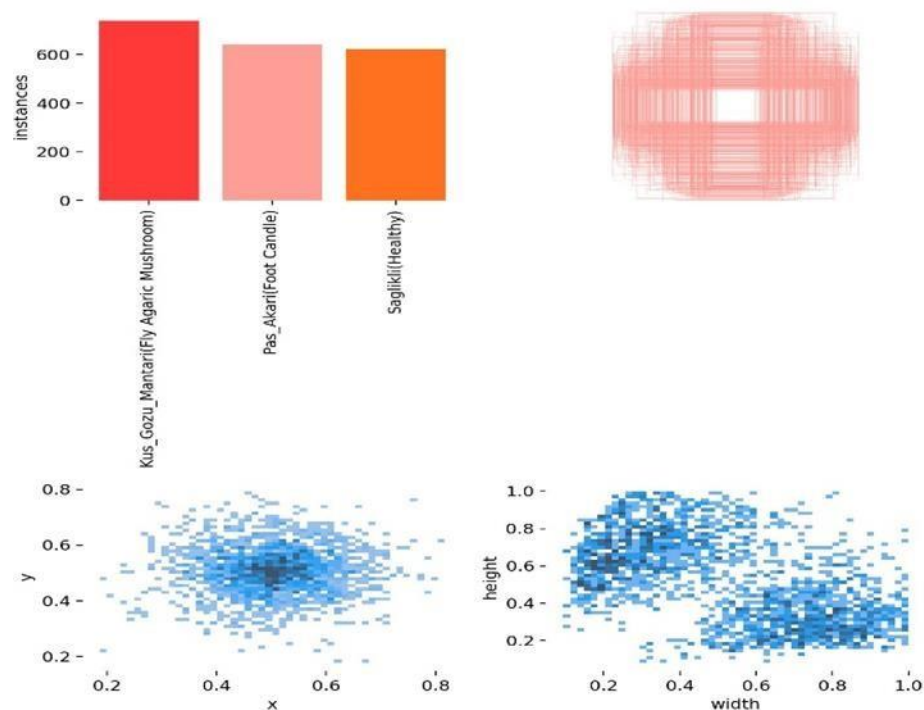 600
400
200
0
instances
Kus_Gozu_Mantari(Fly Agaric Mushroom)
Pas_Akari(Foot Candle)
Saglikli(Healthy)
0.8
0.6
0.4
0.2
y
0.2 0.4 0.6 0.8
x
1.0
0.8
0.6
0.4
0.2
height
0.2 0.4 0.6 0.8 1.0
width